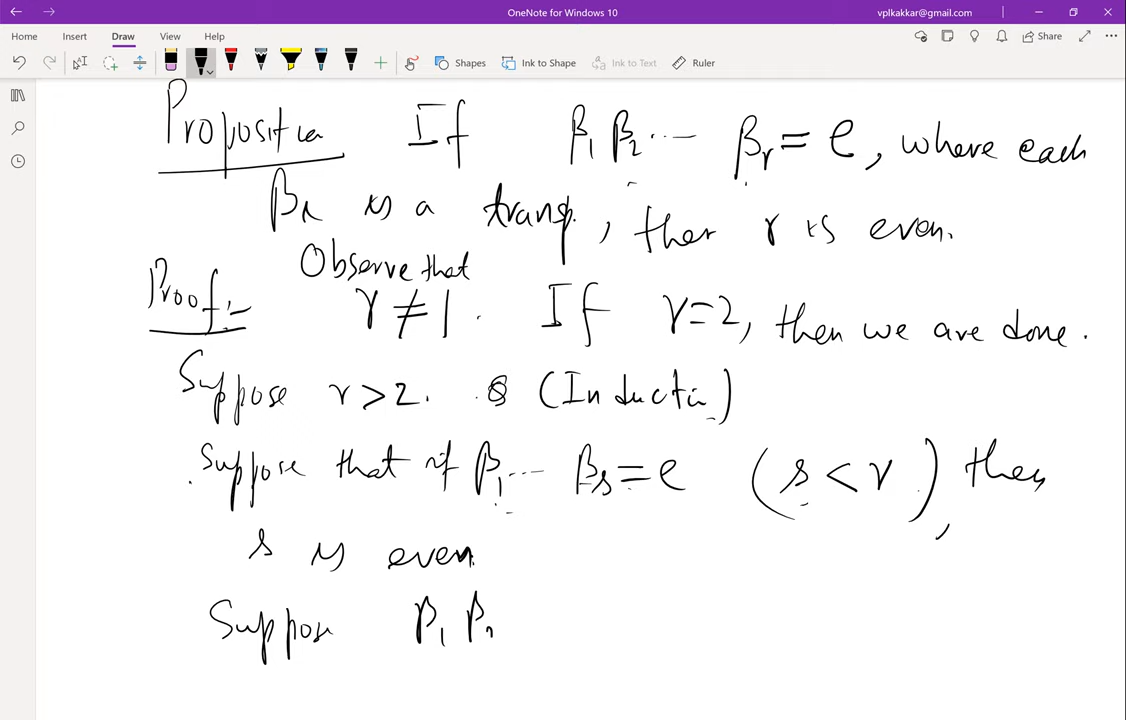 OneNote for Windows 10
vplkakkar@gmail.com
Home Insert Draw View Help
Share
Shapes Ink to Shape Ink to Text Ruler
Proposition If β₁ β₂ ... βᵣ = e, where each
is a transp, then r is even.
Observe that
Proof:- r ≠ 1. If r = 2, then we are done.
Suppose r > 2. (Induction)
Suppose that if β₁ ... βₛ = e (s < r), then
s is even
Suppose β₁ β₂